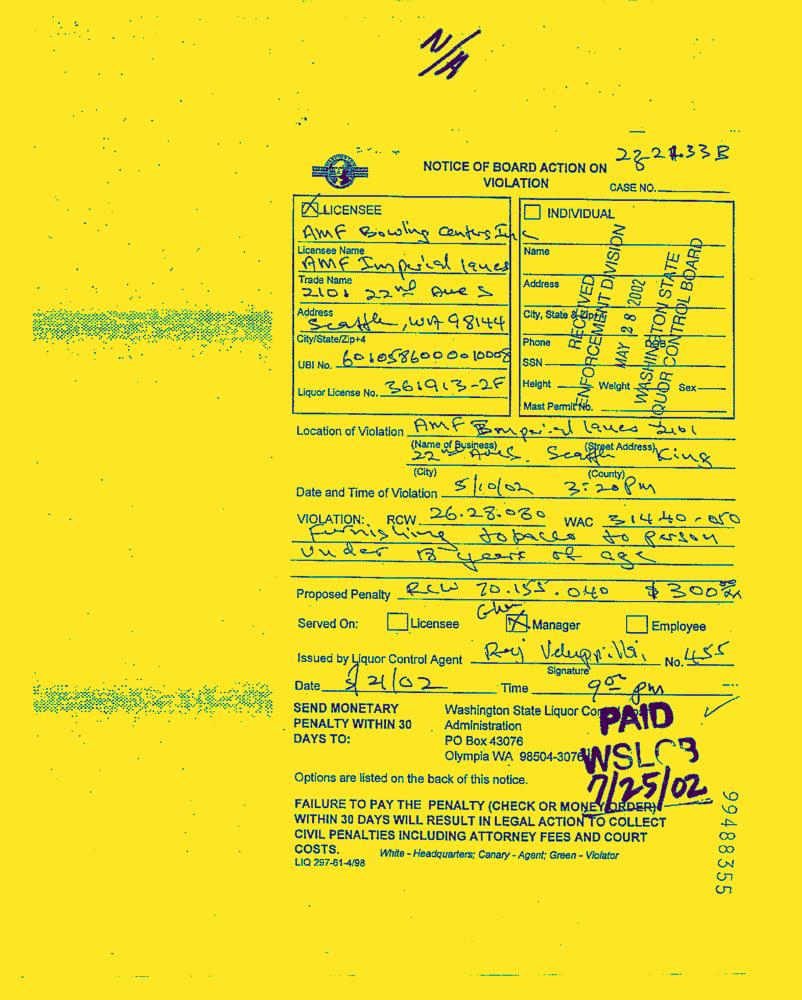 N/A
NOTICE OF BOARD ACTION ON
VIOLATION
CASE NO.
LICENSEE
AMF Bowling Centers Inc
Licensee Name
AMF Imperial lanes
Trade Name
2101 22nd Ave S
Address
Seattle, WA 98144
City/State/Zip+4
UBI No. 6010586000010008
Liquor License No. 361913-2F
INDIVIDUAL
Name
Address
City, State & Zip+4
Phone DOB
SSN
Height Weight Sex
Mast Permit No.
RECEIVED
ENFORCEMENT DIVISION
MAY 28 2002
WASHINGTON STATE
LIQUOR CONTROL BOARD
Location of Violation AMF Imperial lanes 2101
(Name of Business) (Street Address)
22nd Ave S. Seattle King
(City) (County)
Date and Time of Violation 5/10/02 3:20 PM
VIOLATION: RCW 26.28.080 WAC 314 40-050
Furnishing tobacco to person
under 18 years of age
Proposed Penalty RCW 70.155.040 $300
Served On: Licensee Manager Employee
Issued by Liquor Control Agent No. 455
Signature
Date 5/21/02 Time 9 pm
SEND MONETARY
PENALTY WITHIN 30
DAYS TO:
Washington State Liquor
Administration
PO Box 43076
Olympia WA 98504-3076
PAID
WSLCB
7/25/02
Options are listed on the back of this notice.
FAILURE TO PAY THE PENALTY (CHECK OR MONEY ORDER)
WITHIN 30 DAYS WILL RESULT IN LEGAL ACTION TO COLLECT
CIVIL PENALTIES INCLUDING ATTORNEY FEES AND COURT
COSTS.
White - Headquarters; Canary - Agent; Green - Violator
LIQ 297-61-4/98
99488355